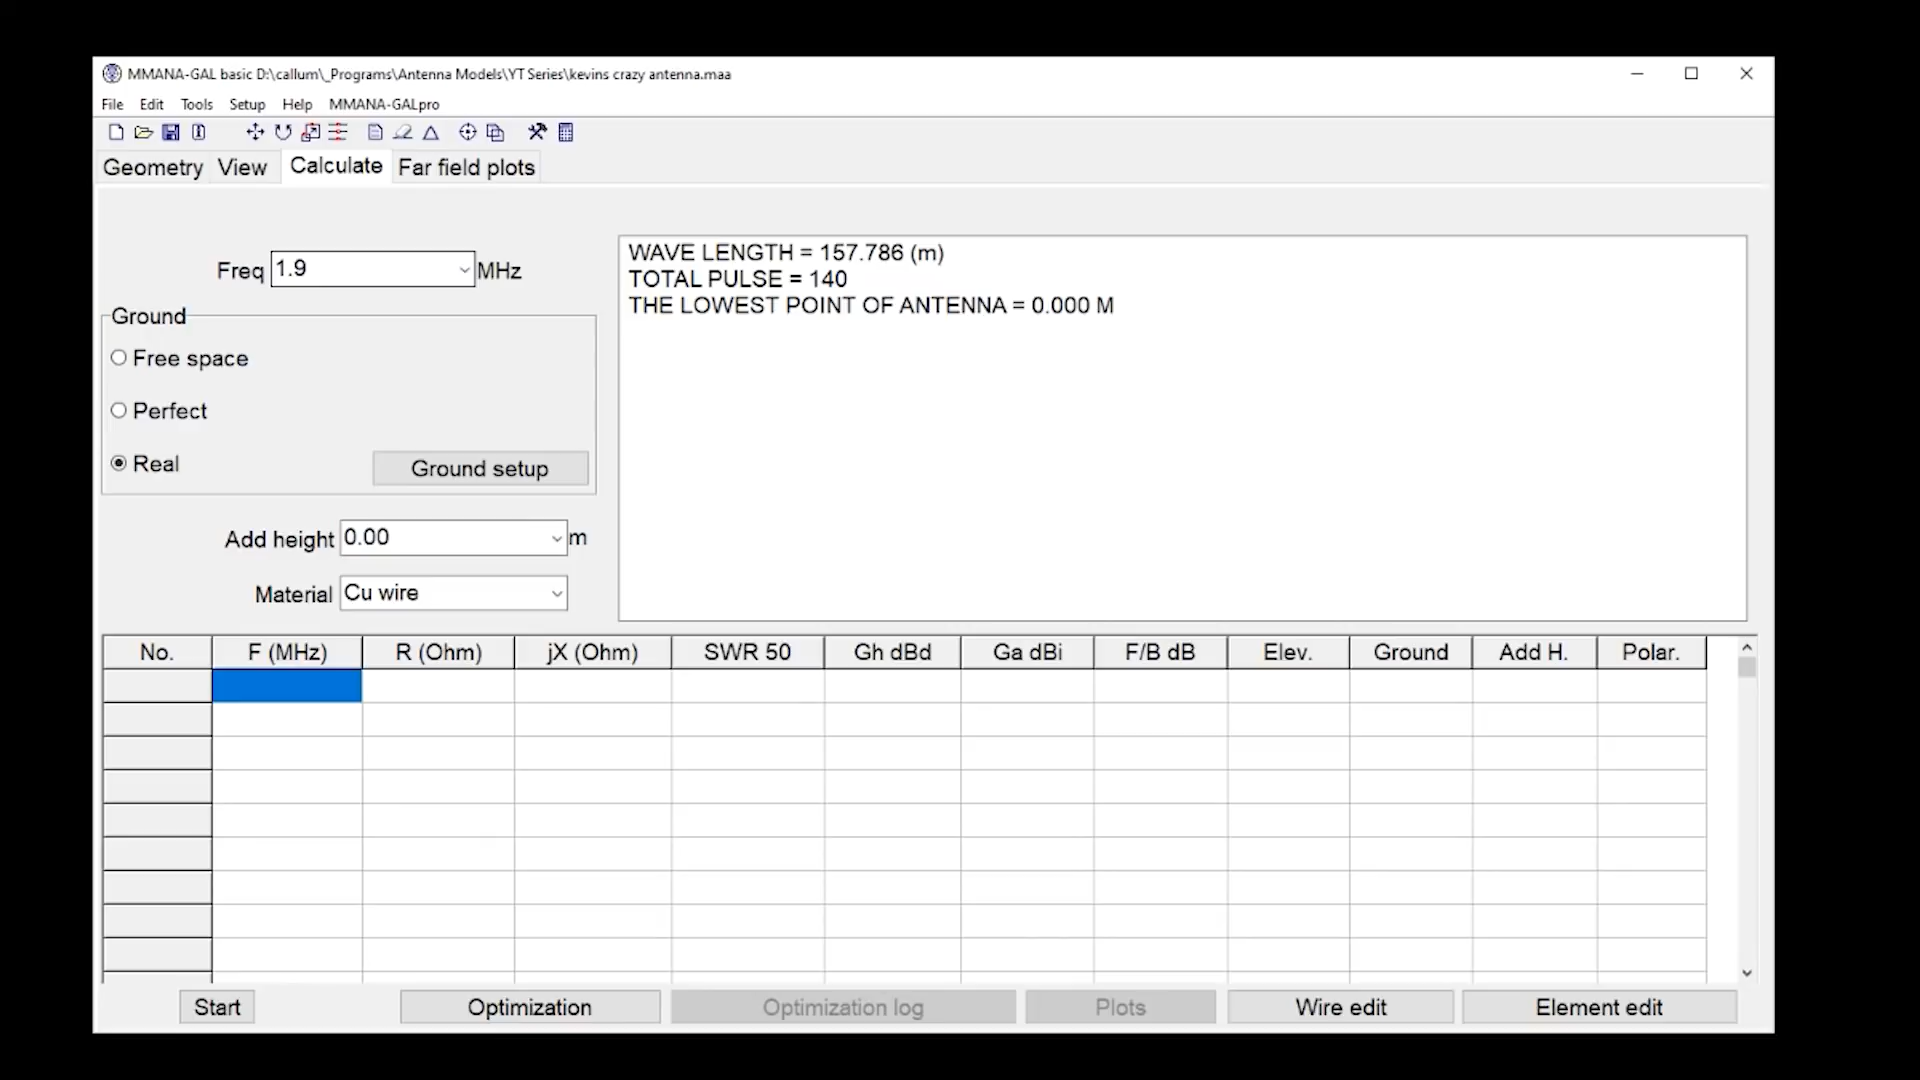 MMANA-GAL basic D:\callum\_Programs\Antenna Models\YT Series\kevins crazy antenna.maa
File Edit Tools Setup Help MMANA-GALpro
Geometry View Calculate Far field plots
Freq 1.9 MHz
Ground
Free space
Perfect
Real Ground setup
Add height 0.00 m
Material Cu wire
WAVE LENGTH = 157.786 (m)
TOTAL PULSE = 140
THE LOWEST POINT OF ANTENNA = 0.000 M
No. F (MHz) R (Ohm) jX (Ohm) SWR 50 Gh dBd Ga dBi F/B dB Elev. Ground Add H. Polar.
Start Optimization Optimization log Plots Wire edit Element edit